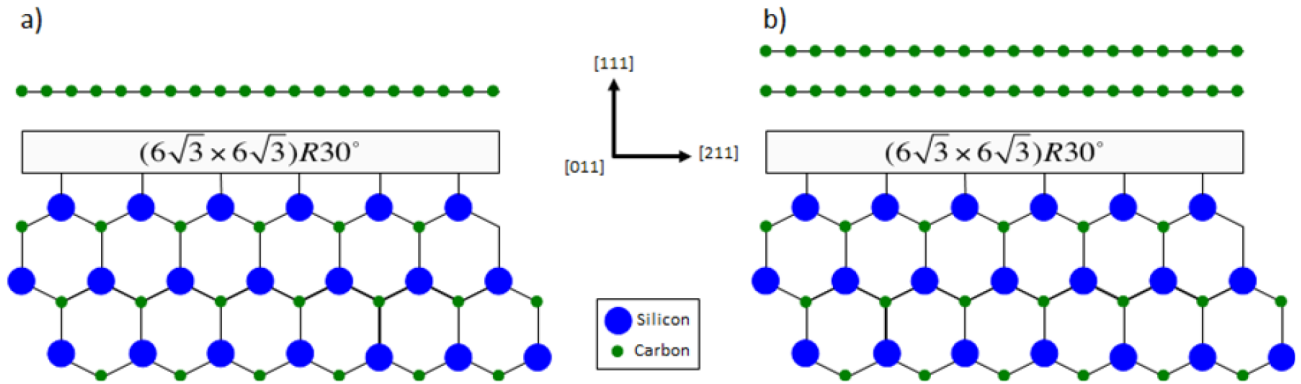 a)
b)
[111]
[011]
[211]
(6√3 × 6√3)R30°
(6√3 × 6√3)R30°
Silicon
Carbon